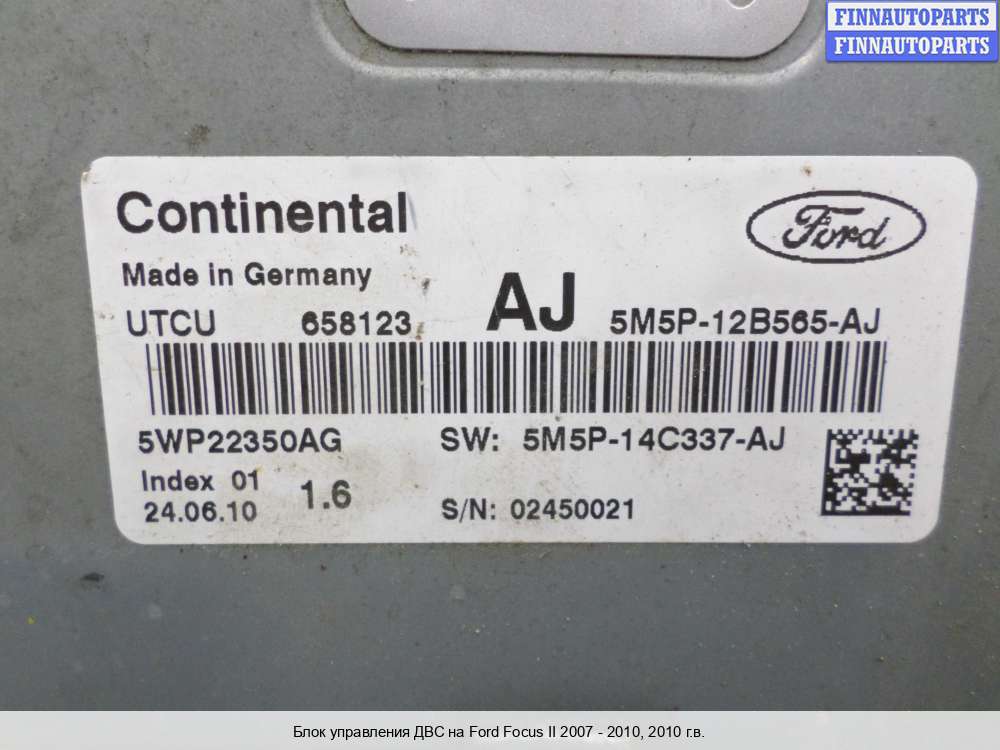 FINNAUTOPARTS
FINNAUTOPARTS
Continental
Ford
Made in Germany
AJ
UTCU 658123 5M5P-12B565-AJ
5WP22350AG SW: 5M5P-14C337-AJ
Index 01
1.6
24.06.10 S/N: 02450021
Блок управления ДВС на Ford Focus II 2007 - 2010, 2010 г.в.